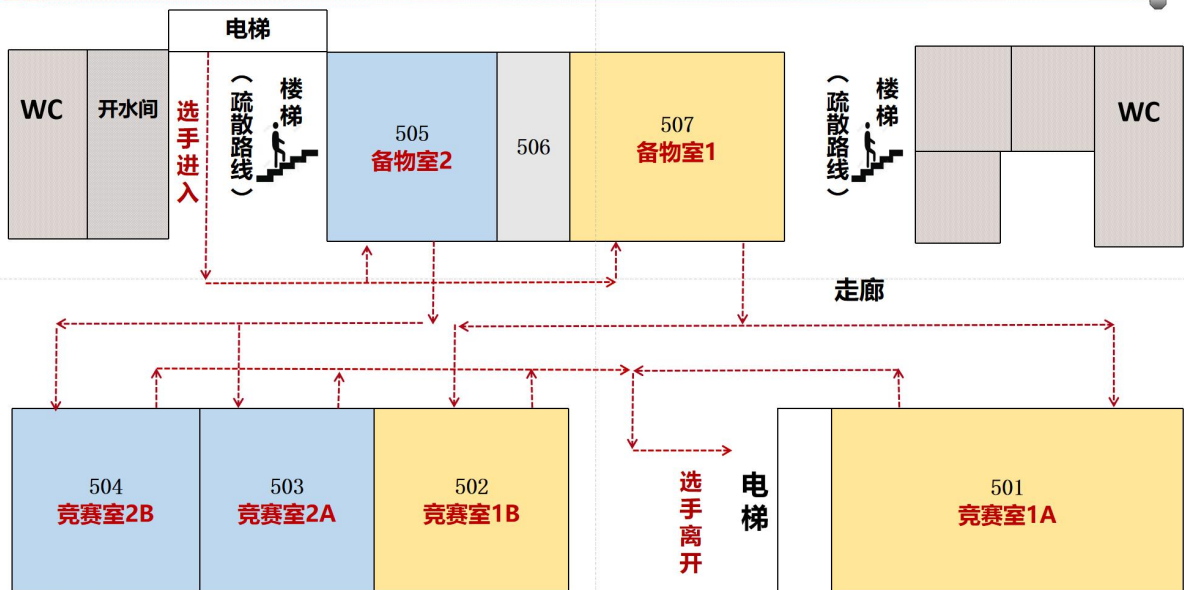 电梯
WC
开水间
选手进入
（疏散路线）
楼梯
505
备物室2
506
507
备物室1
（疏散路线）
楼梯
WC
走廊
504
竞赛室2B
503
竞赛室2A
502
竞赛室1B
选手离开
电梯
501
竞赛室1A